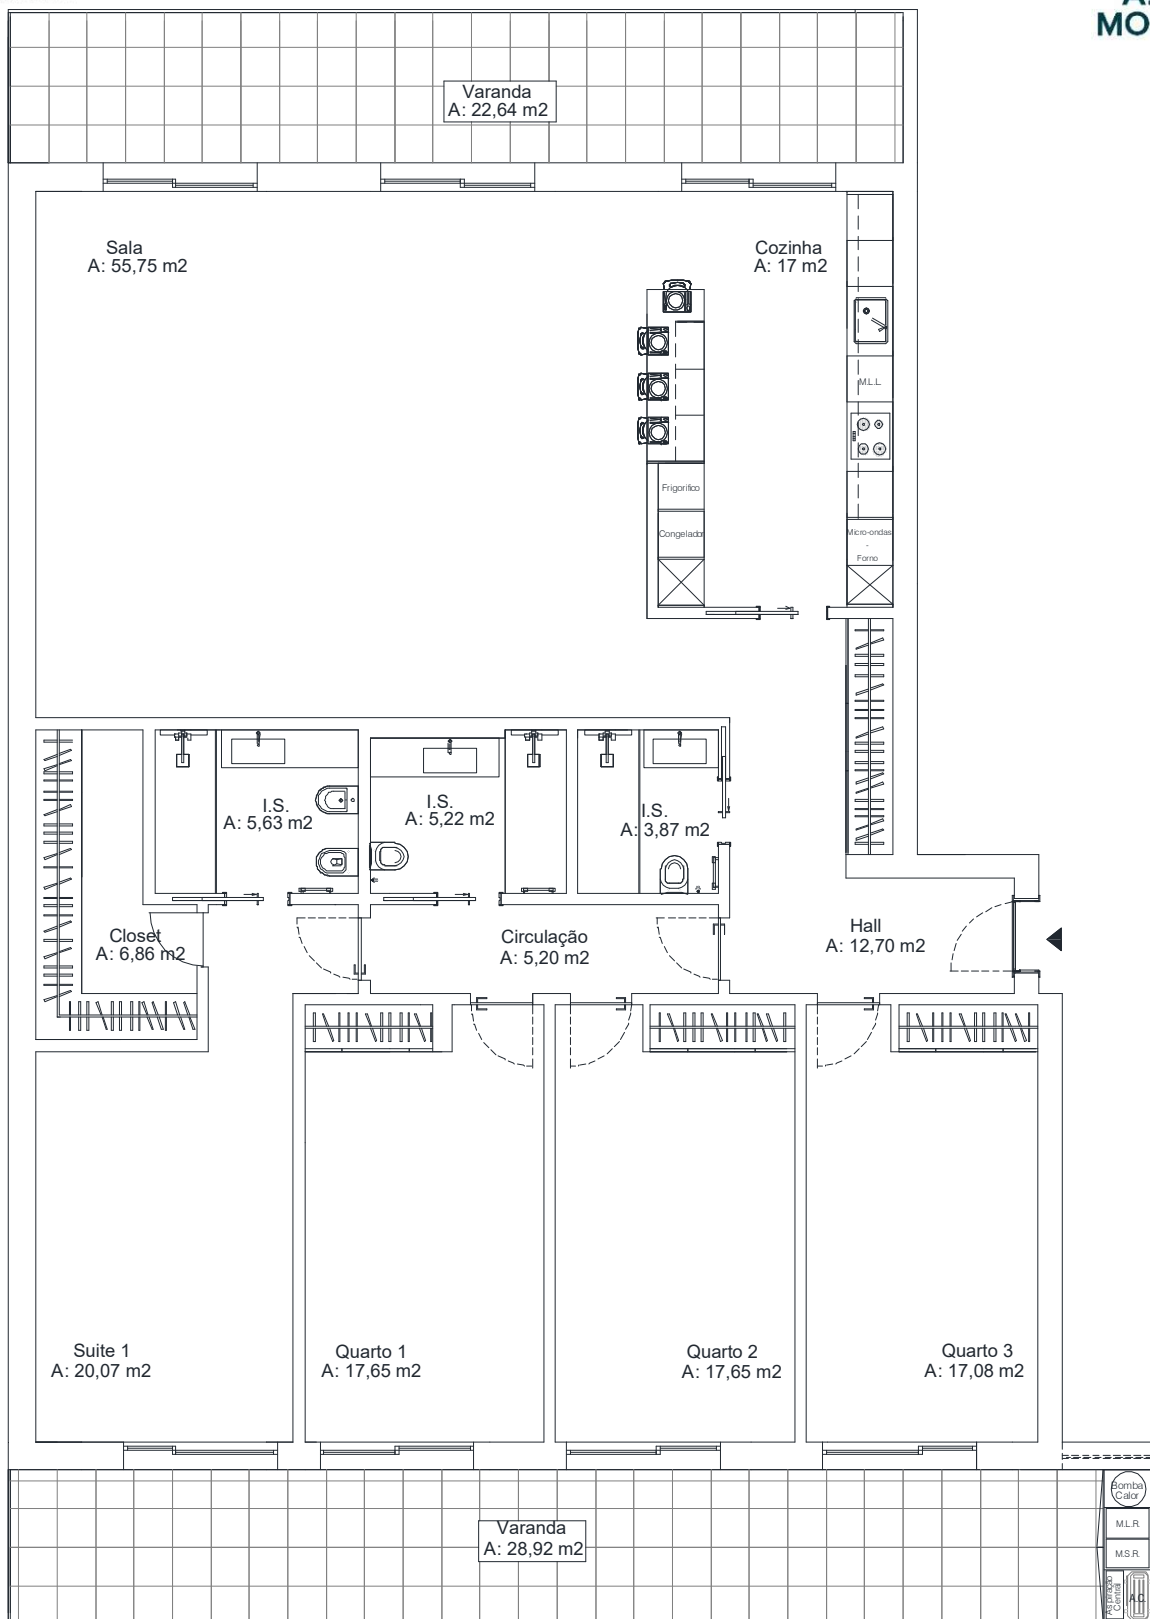 MO
Varanda
A: 22,64 m2
Sala
A: 55,75 m2
Cozinha
A: 17 m2
M.L.L.
Frigorífico
Congelador
Micro-ondas
-
Forno
I.S.
A: 5,63 m2
I.S.
A: 5,22 m2
I.S.
A: 3,87 m2
Closet
A: 6,86 m2
Circulação
A: 5,20 m2
Hall
A: 12,70 m2
Suite 1
A: 20,07 m2
Quarto 1
A: 17,65 m2
Quarto 2
A: 17,65 m2
Quarto 3
A: 17,08 m2
Varanda
A: 28,92 m2
Bomba
Calor
M.L.R.
M.S.R.
Aspiração
Central
A.C.